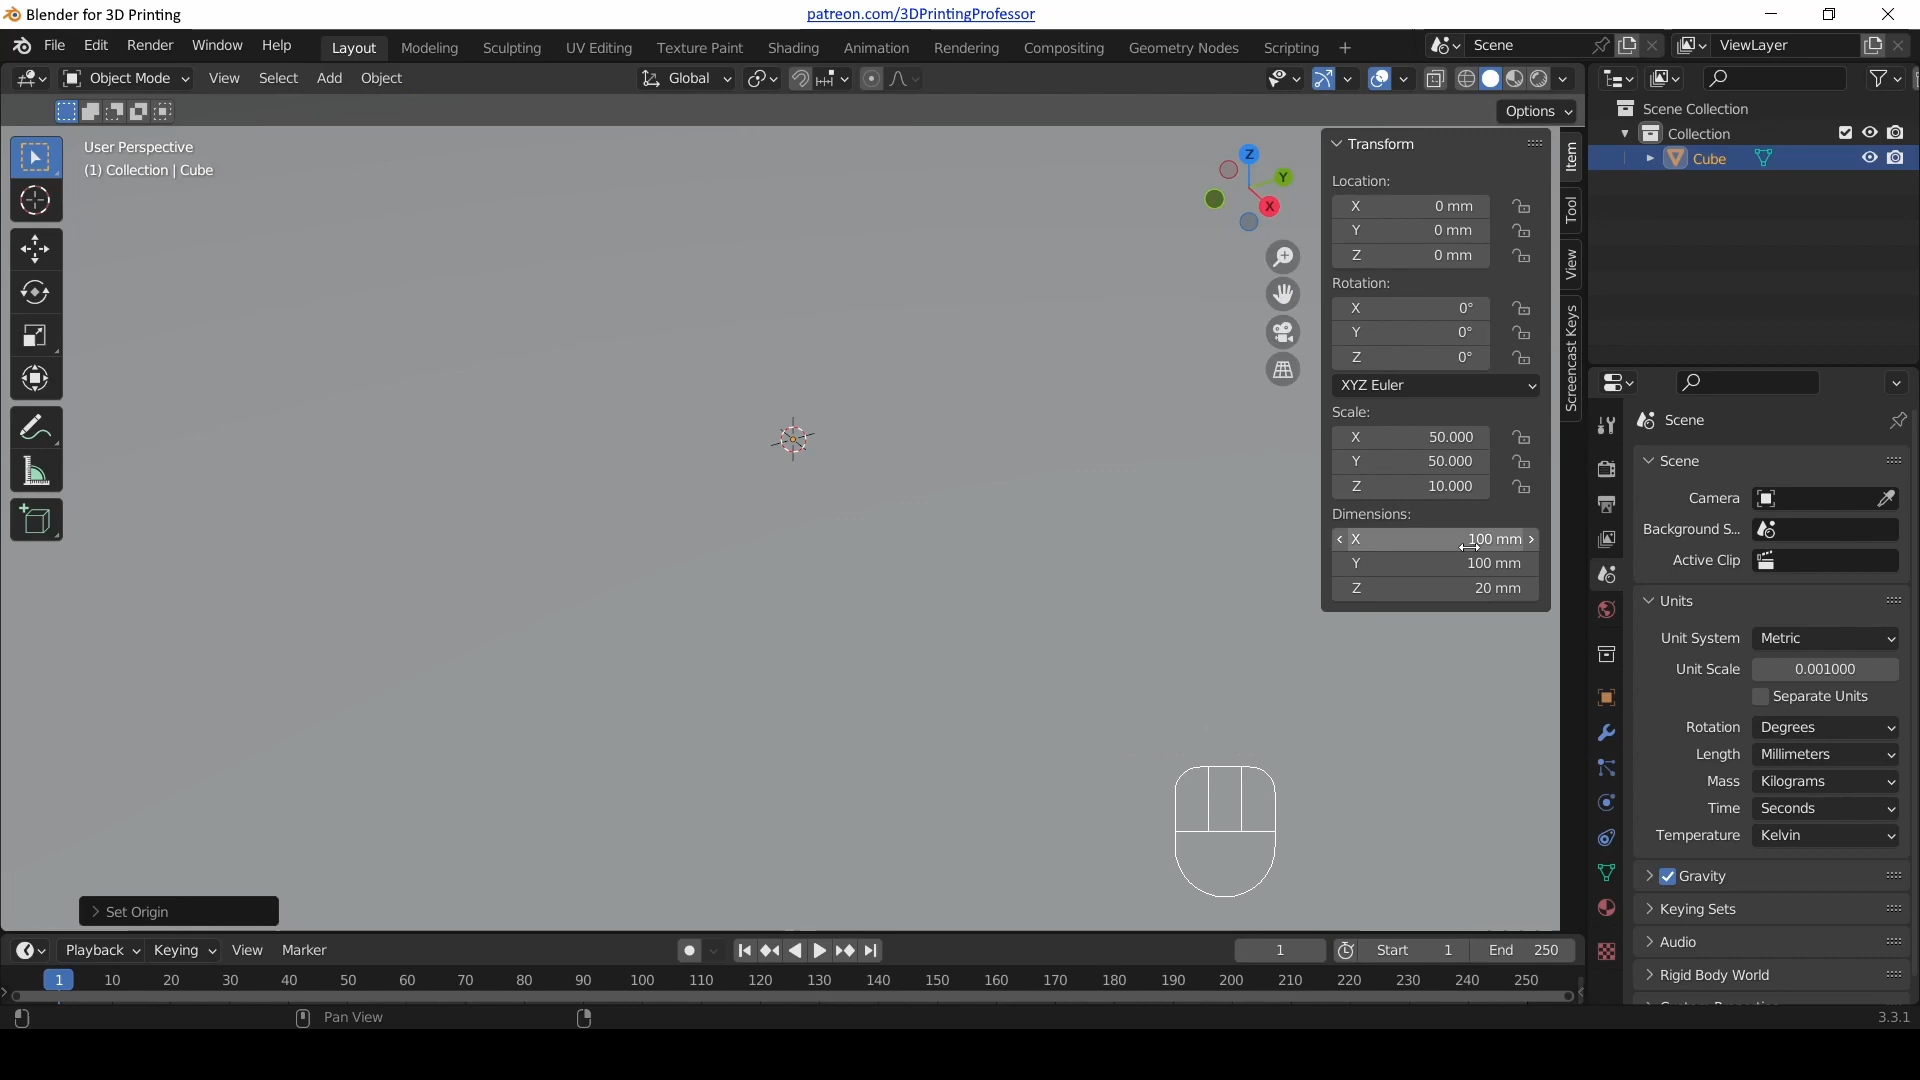 Blender for 3D Printing
patreon.com/3DPrintingProfessor
File Edit Render Window Help
Layout Modeling Sculpting UV Editing Texture Paint Shading Animation Rendering Compositing Geometry Nodes Scripting +
Scene
ViewLayer
Object Mode View Select Add Object
Global
Options
User Perspective
(1) Collection | Cube
Z
Y
X
Transform
Location:
X 0 mm
Y 0 mm
Z 0 mm
Rotation:
X 0°
Y 0°
Z 0°
XYZ Euler
Scale:
X 50.000
Y 50.000
Z 10.000
Dimensions:
X 100 mm
Y 100 mm
Z 20 mm
Item
Tool
View
Screencast Keys
Scene Collection
Collection
Cube
Scene
Scene
Camera
Background S...
Active Clip
Units
Unit System Metric
Unit Scale 0.001000
Separate Units
Rotation Degrees
Length Millimeters
Mass Kilograms
Time Seconds
Temperature Kelvin
Gravity
Keying Sets
Audio
Rigid Body World
Set Origin
Playback Keying View Marker
1
Start 1
End 250
1 10 20 30 40 50 60 70 80 90 100 110 120 130 140 150 160 170 180 190 200 210 220 230 240 250
Pan View
3.3.1